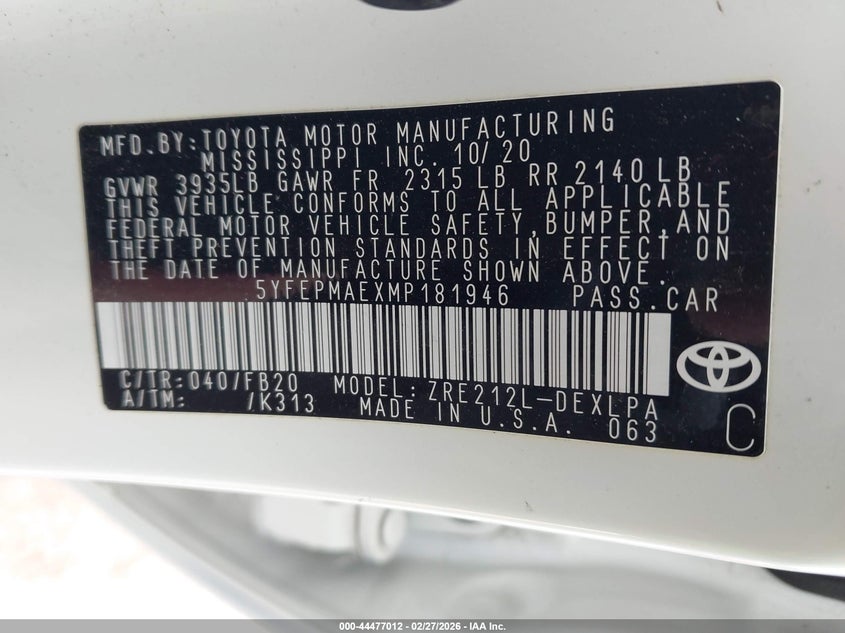 MFD.BY:TOYOTA MOTOR MANUFACTURING
MISSISSIPPI INC. 10/20
GVWR 3935LB GAWR FR 2315 LB RR 2140 LB
THIS VEHICLE CONFORMS TO ALL APPLICABLE
FEDERAL MOTOR VEHICLE SAFETY,BUMPER,AND
THEFT PREVENTION STANDARDS IN EFFECT ON
THE DATE OF MANUFACTURE SHOWN ABOVE.
5YFEPMAEXMP181946 PASS.CAR
C/TR:040/FB20 MODEL:ZRE212L-DEXLPA
A/TM: /K313 MADE IN U.S.A. 063
C
000-44477012 | 02/27/2026 - IAA Inc.